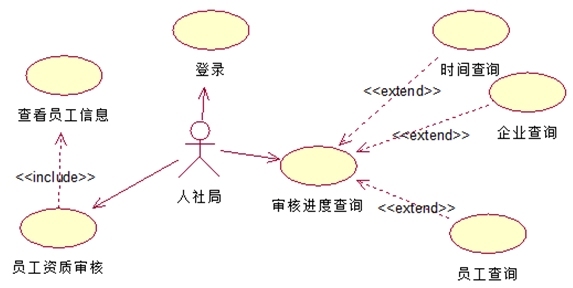 登录
时间查询
<<extend>>
查看员工信息
企业查询
<<extend>>
<<include>>
人社局
审核进度查询
<<extend>>
员工资质审核
员工查询